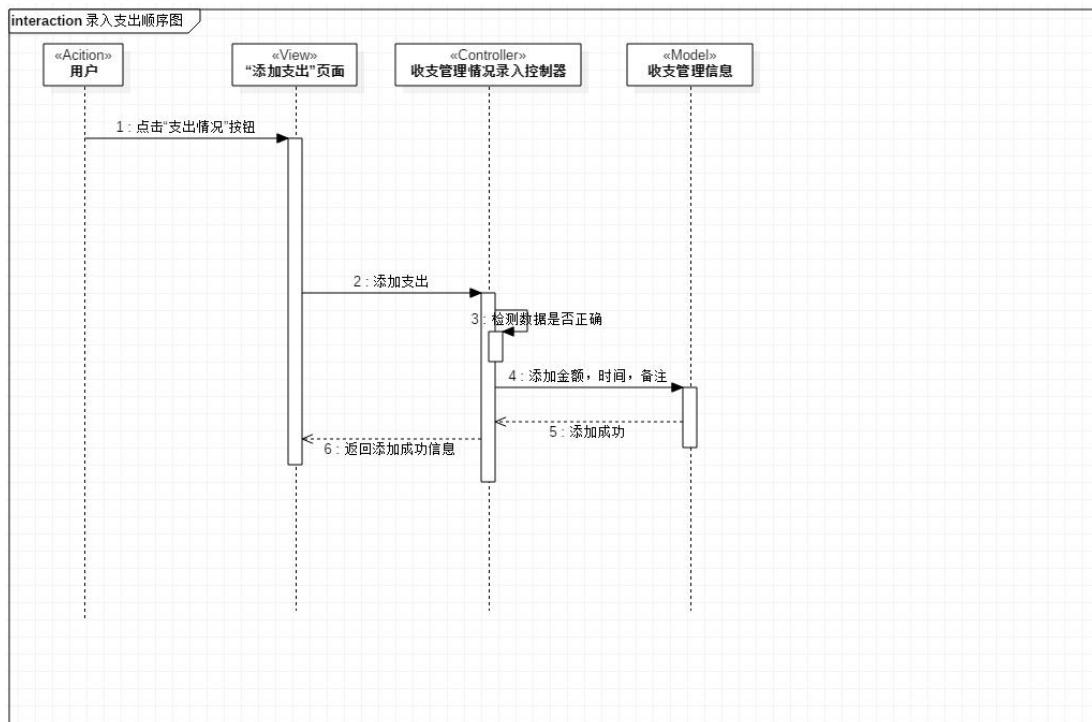 interaction 录入支出顺序图
«Acition»
用户
«View»
“添加支出”页面
«Controller»
收支管理情况录入控制器
«Model»
收支管理信息
1 : 点击“支出情况”按钮
2 : 添加支出
3 : 检测数据是否正确
4 : 添加金额，时间，备注
5 : 添加成功
6 : 返回添加成功信息